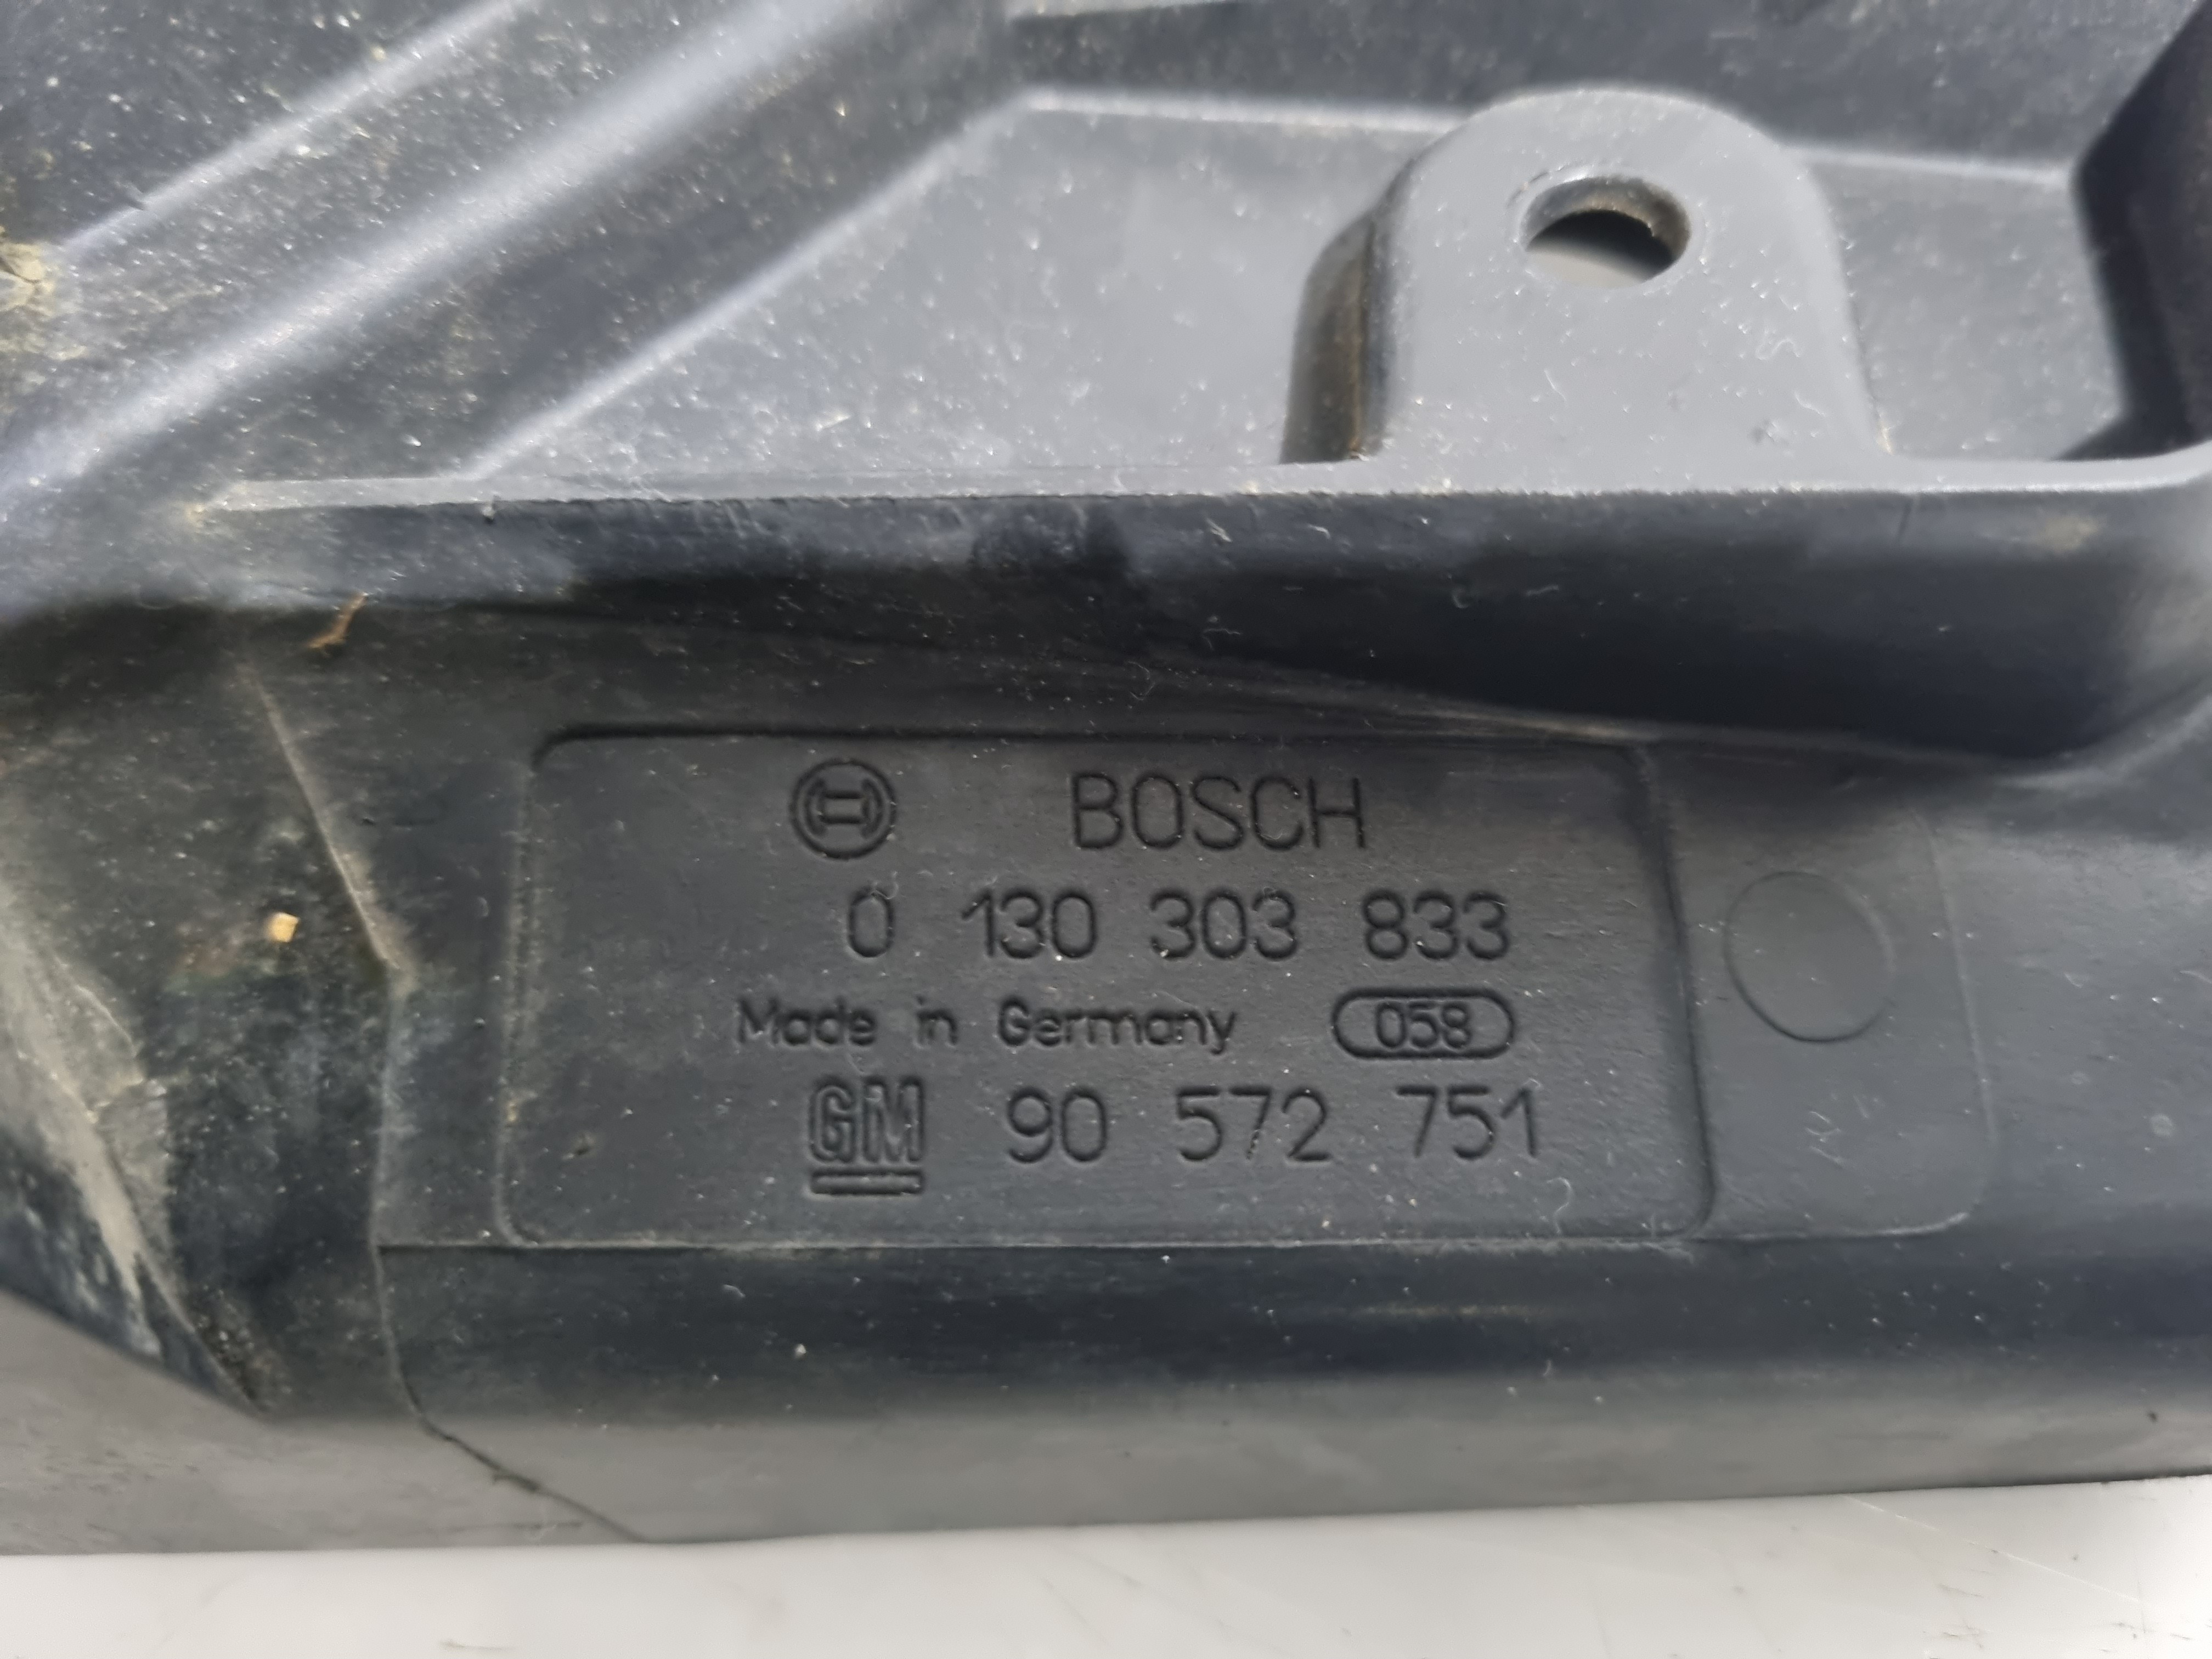 BOSCH
0 130 303 833
Made in Germany 058
GM 90 572 751